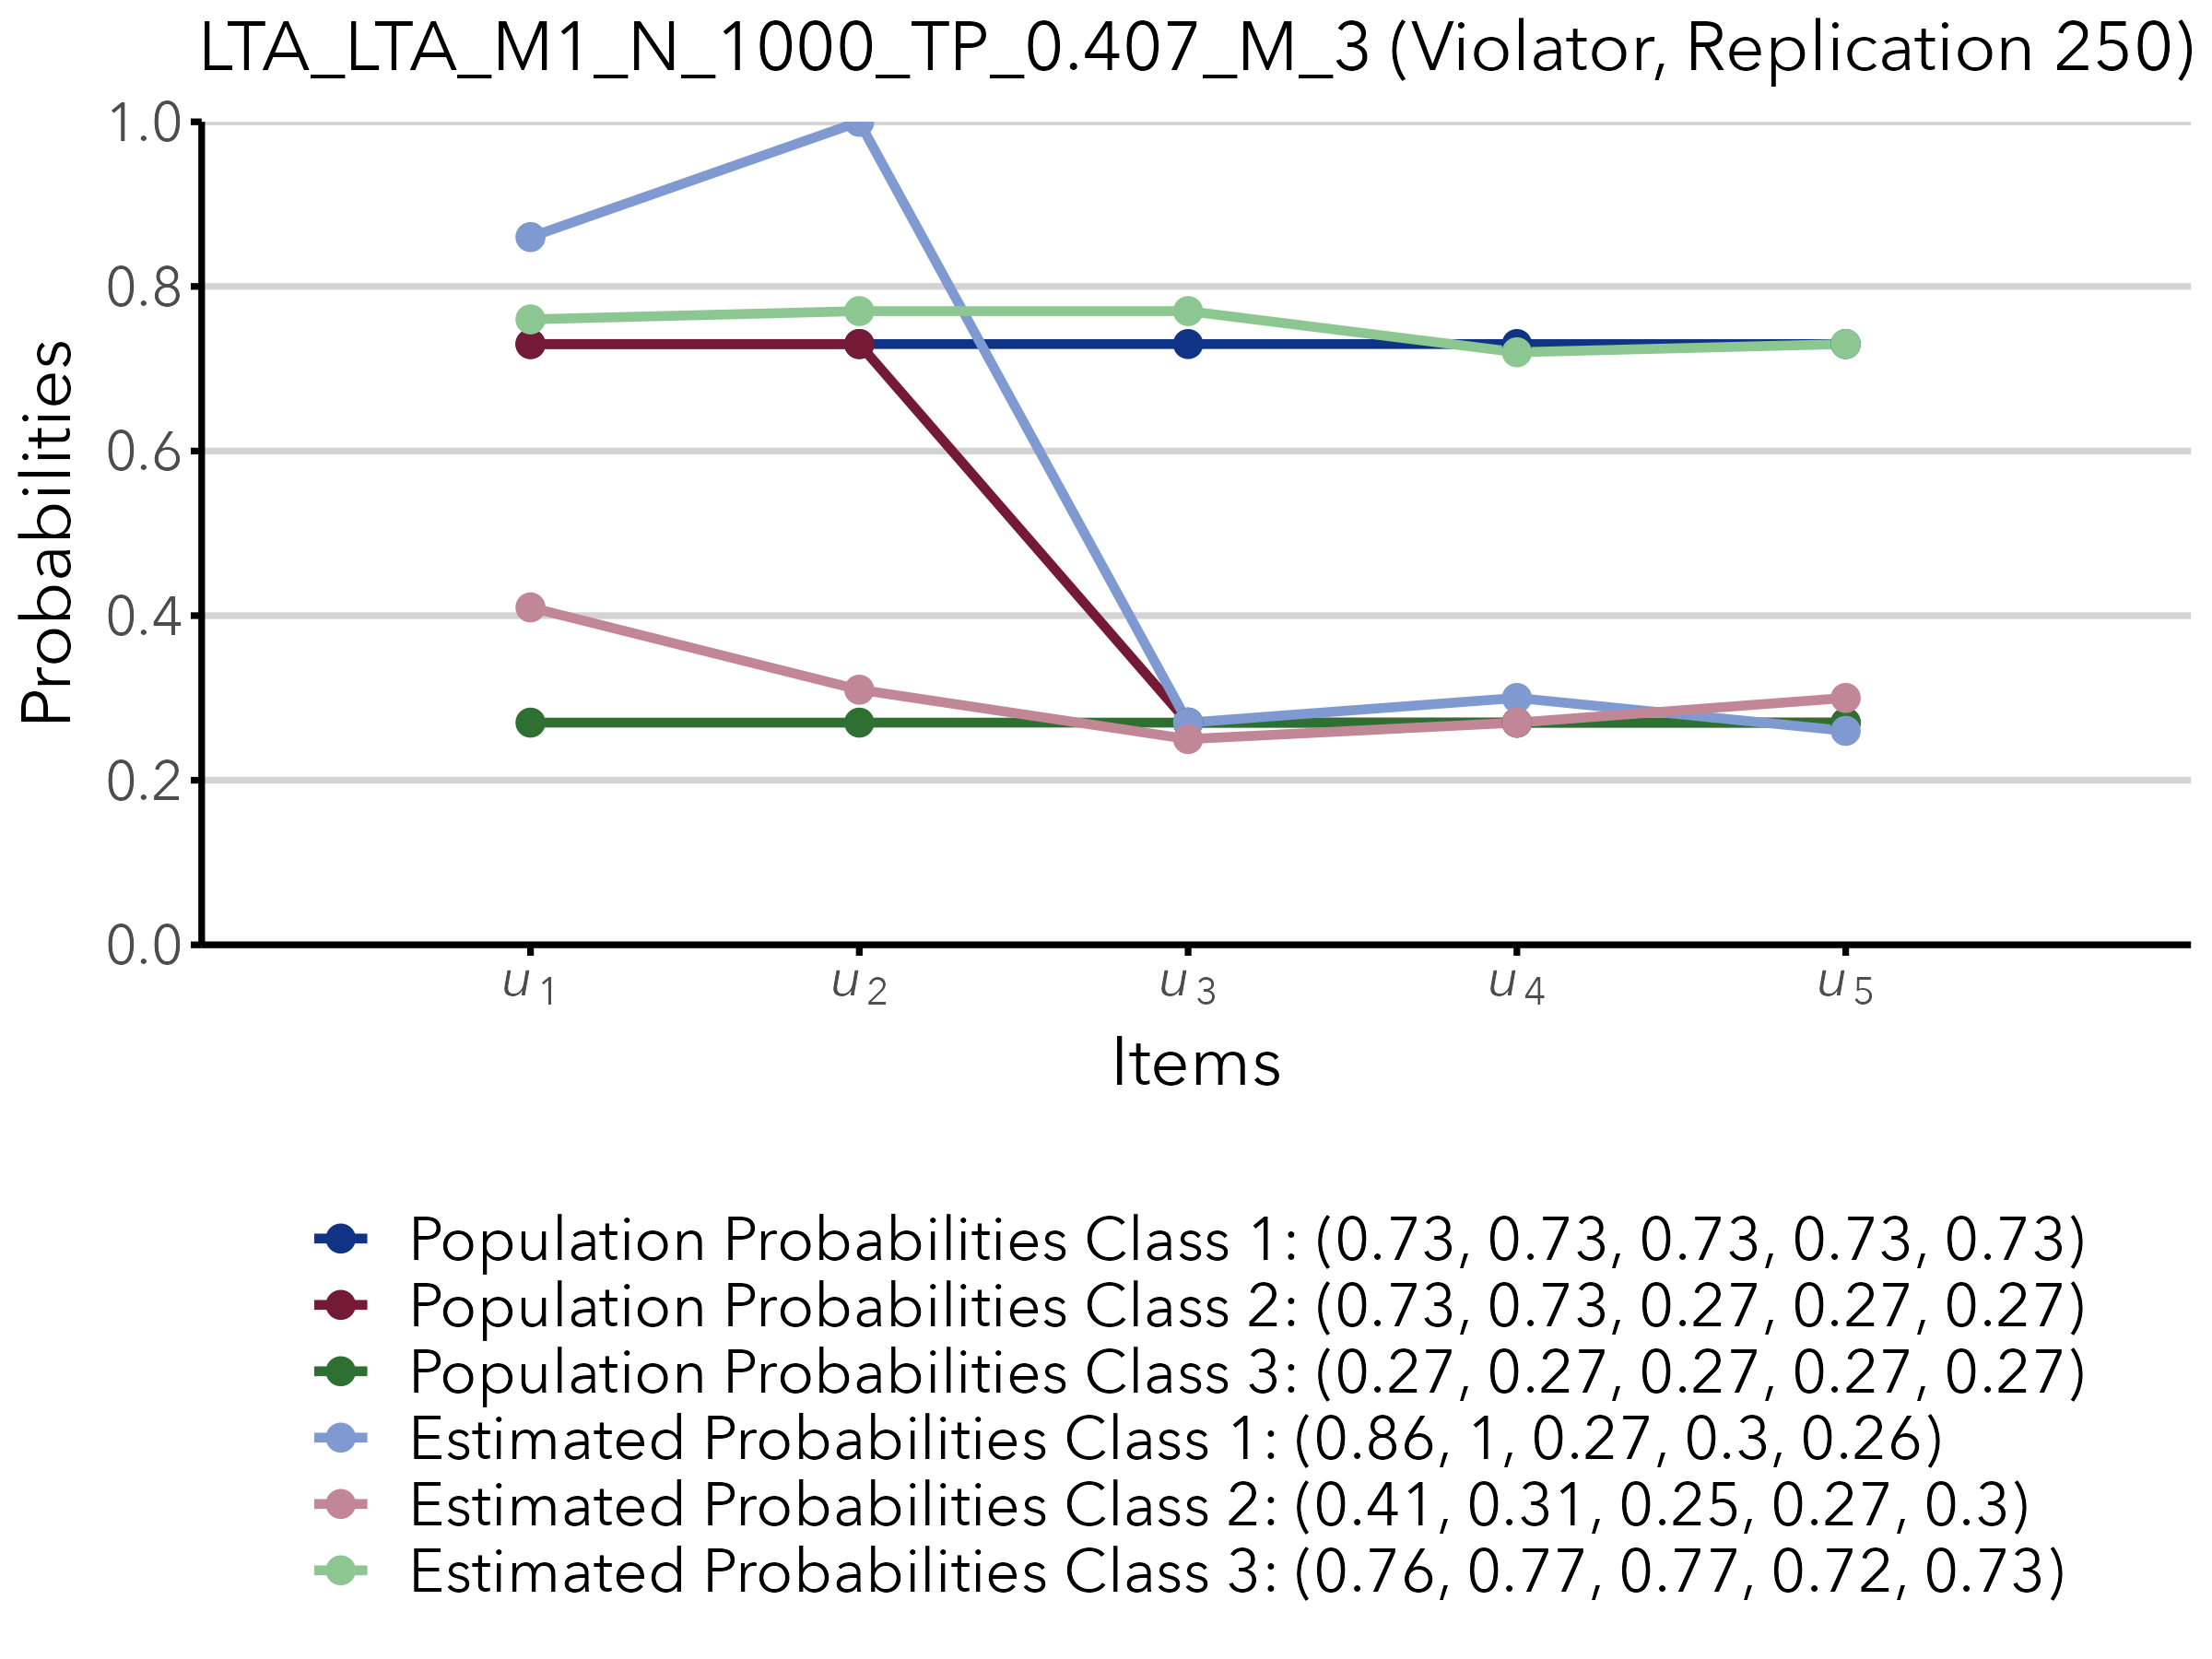 LTA_LTA_M1_N_1000_TP_0.407_M_3 (Violator, Replication 250)
1.0
0.8
0.6
0.4
0.2
0.0
Probabilities
u1 u2 u3 u4 u5
Items
Population Probabilities Class 1: (0.73, 0.73, 0.73, 0.73, 0.73)
Population Probabilities Class 2: (0.73, 0.73, 0.27, 0.27, 0.27)
Population Probabilities Class 3: (0.27, 0.27, 0.27, 0.27, 0.27)
Estimated Probabilities Class 1: (0.86, 1, 0.27, 0.3, 0.26)
Estimated Probabilities Class 2: (0.41, 0.31, 0.25, 0.27, 0.3)
Estimated Probabilities Class 3: (0.76, 0.77, 0.77, 0.72, 0.73)